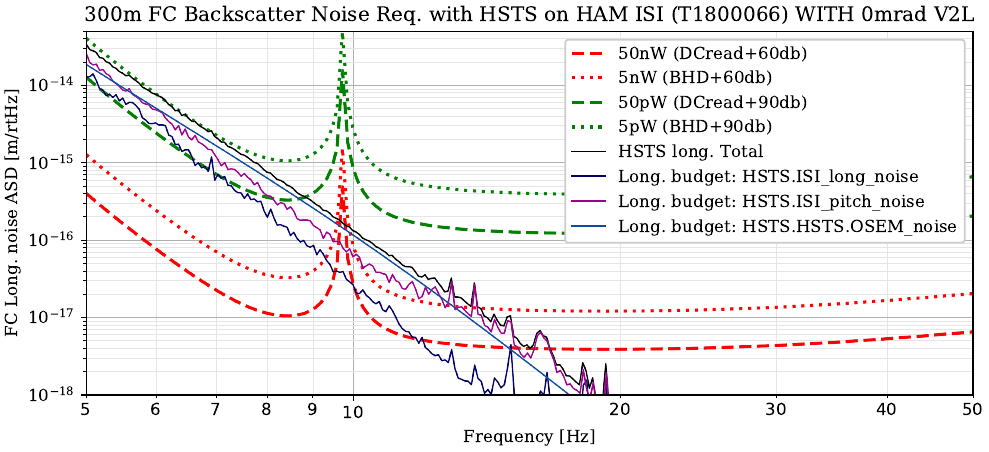 300m FC Backscatter Noise Req. with HSTS on HAM ISI (T1800066) WITH 0mrad V2L
FC Longe. noise ASD [m/rtHz]
10⁻¹⁴
10⁻¹⁵
10⁻¹⁶
10⁻¹⁷
10⁻¹⁸
50nW (DCread+60db)
5nW (BHD+60db)
50pW (DCread+90db)
5pW (BHD+90db)
HSTS long. Total
Long. budget: HSTS.ISI_long_noise
Long. budget: HSTS.ISI_pitch_noise
Long. budget: HSTS.HSTS.OSEM_noise
5 6 7 8 9 10 20 30 40 50
Frequency [Hz]